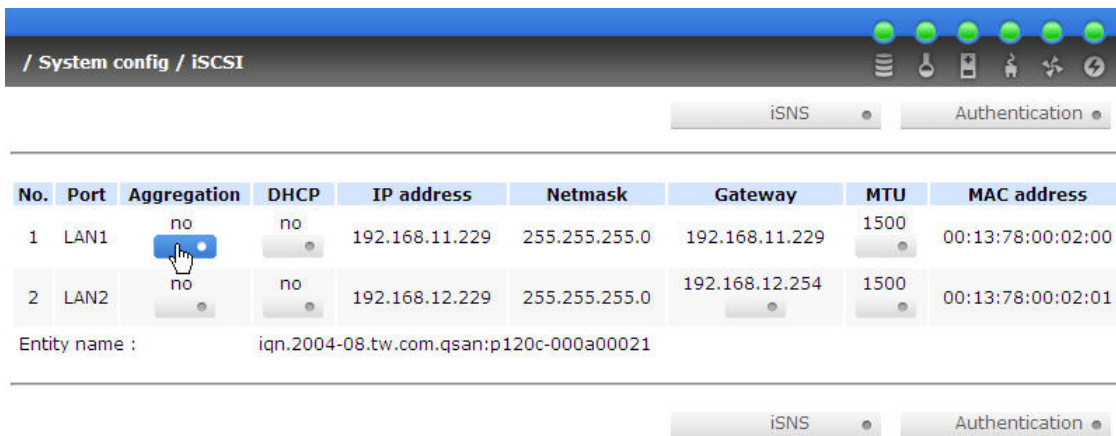 / System config / iSCSI
iSNS Authentication
No. Port Aggregation DHCP IP address Netmask Gateway MTU MAC address
1 LAN1 no no 192.168.11.229 255.255.255.0 192.168.11.229 1500 00:13:78:00:02:00
2 LAN2 no no 192.168.12.229 255.255.255.0 192.168.12.254 1500 00:13:78:00:02:01
Entity name : iqn.2004-08.tw.com.qsan:p120c-000a00021
iSNS Authentication